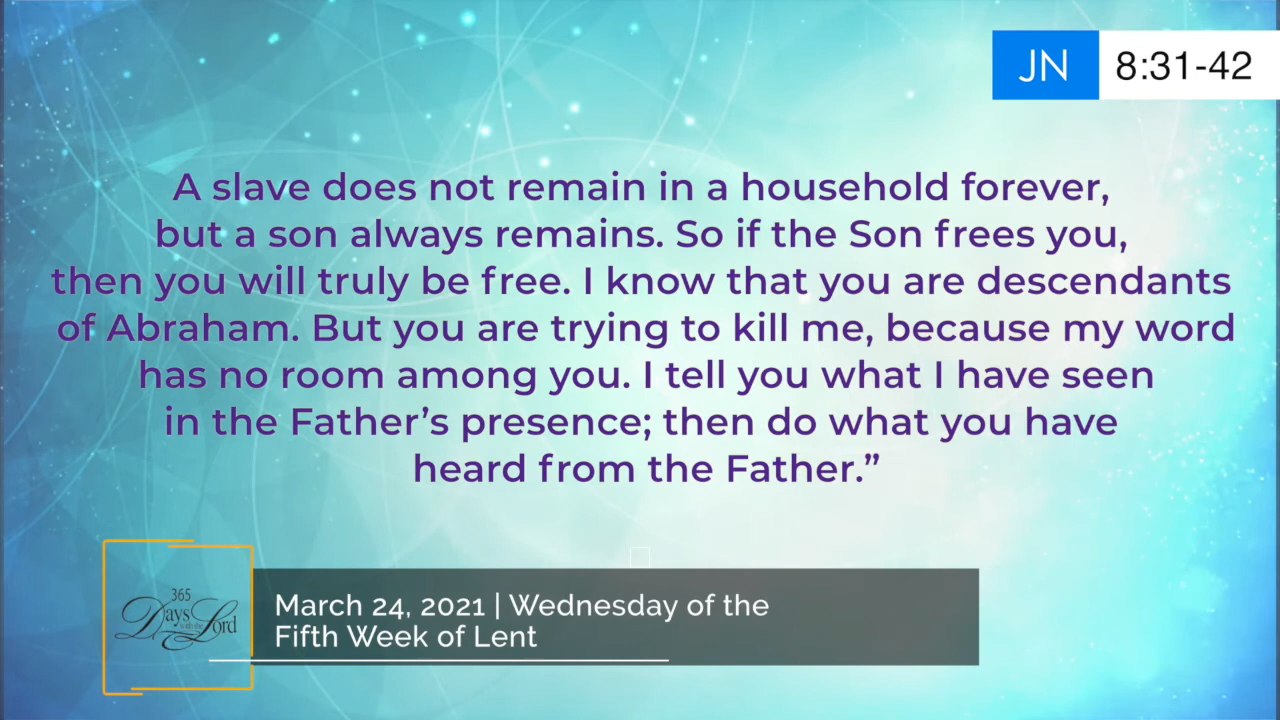 JN 8:31-42
A slave does not remain in a household forever,
but a son always remains. So if the Son frees you,
then you will truly be free. I know that you are descendants
of Abraham. But you are trying to kill me, because my word
has no room among you. I tell you what I have seen
in the Father’s presence; then do what you have
heard from the Father.”
365
Days with the Lord
March 24, 2021 | Wednesday of the
Fifth Week of Lent